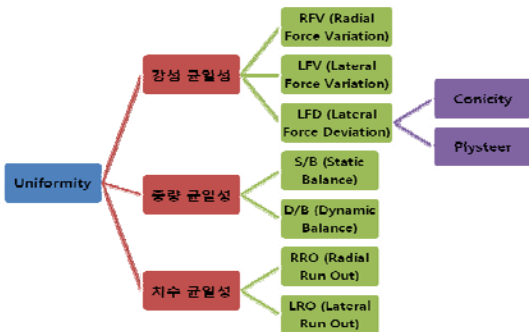 Uniformity
강성 균일성
RFV (Radial
Force Variation)
LFV (Lateral
Force Variation)
LFD (Lateral
Force Deviation)
Conicity
Plysteer
중량 균일성
S/B (Static
Balance)
D/B (Dynamic
Balance)
치수 균일성
RRO (Radial
Run Out)
LRO (Lateral
Run Out)